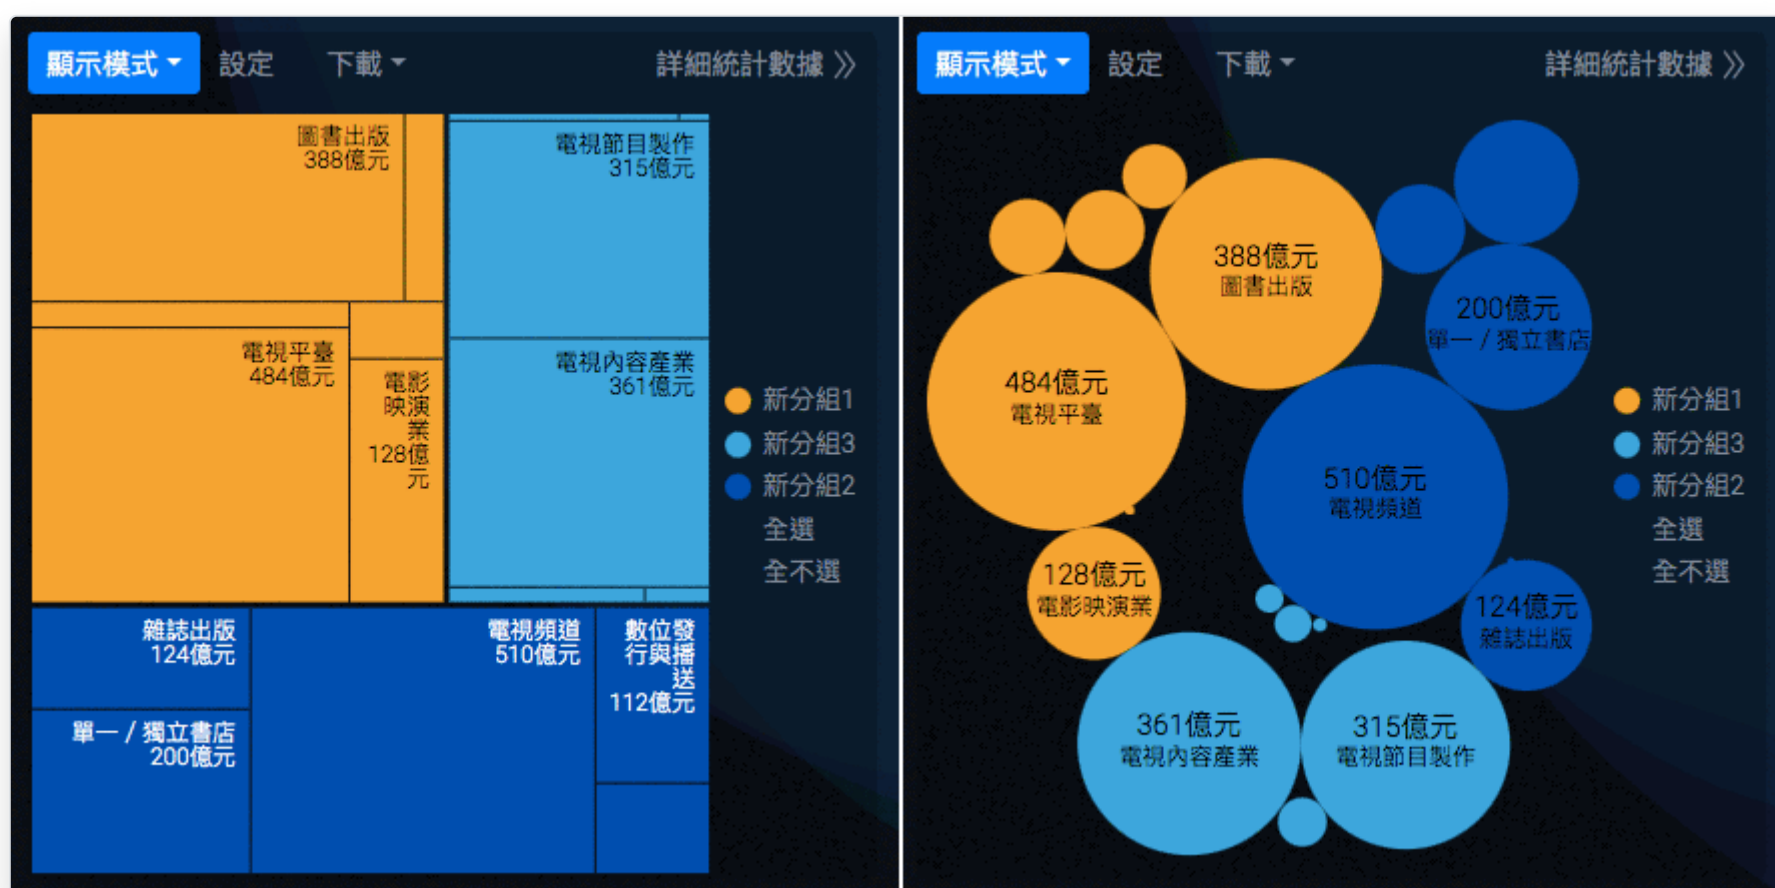 顯示模式
設定
下載
詳細統計數據
圖書出版
388億元
電視節目製作
315億元
電視平臺
484億元
電影
映演
業
128億
元
電視內容產業
361億元
新分組1
新分組3
新分組2
全選
全不選
雜誌出版
124億元
單一 / 獨立書店
200億元
電視頻道
510億元
數位發
行與播
送
112億元
顯示模式
設定
下載
詳細統計數據
388億元
圖書出版
200億元
單一 / 獨立書店
484億元
電視平臺
510億元
電視頻道
128億元
電影映演業
124億元
雜誌出版
361億元
電視內容產業
315億元
電視節目製作
新分組1
新分組3
新分組2
全選
全不選